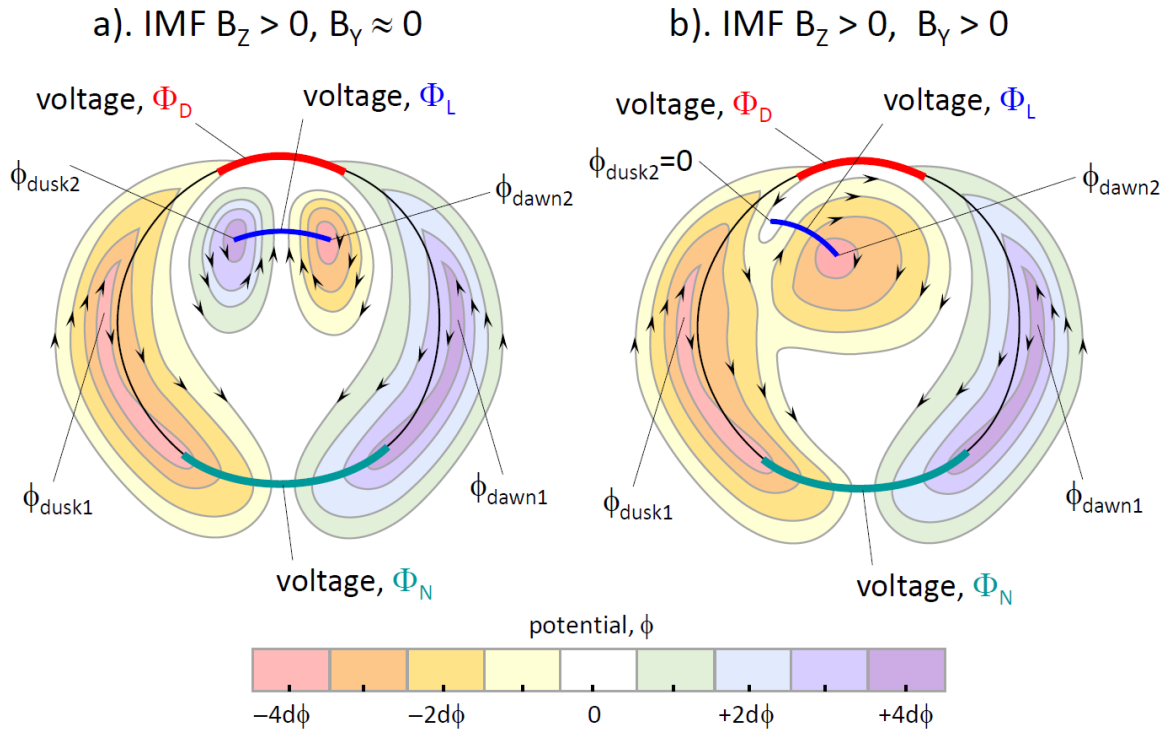 a). IMF B_Z > 0, B_Y ≈ 0
voltage, Φ_D
voltage, Φ_L
ϕ_dusk2
ϕ_dawn2
ϕ_dusk1
ϕ_dawn1
voltage, Φ_N
b). IMF B_Z > 0, B_Y > 0
voltage, Φ_D
voltage, Φ_L
ϕ_dusk2=0
ϕ_dawn2
ϕ_dusk1
ϕ_dawn1
voltage, Φ_N
potential, ϕ
−4dϕ −2dϕ 0 +2dϕ +4dϕ